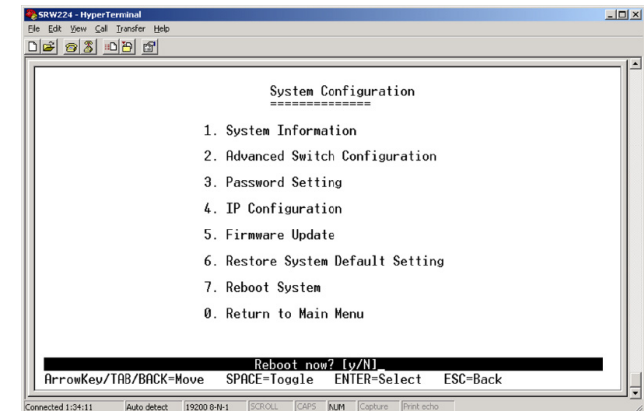 SRW224 - HyperTerminal
File Edit View Call Transfer Help
System Configuration
==============
1. System Information
2. Advanced Switch Configuration
3. Password Setting
4. IP Configuration
5. Firmware Update
6. Restore System Default Setting
7. Reboot System
0. Return to Main Menu
Reboot now? [y/N]_
ArrowKey/TAB/BACK=Move SPACE=Toggle ENTER=Select ESC=Back
Connected 1:34:11 Auto detect 19200 8-N-1 SCROLL CAPS NUM Capture Print echo